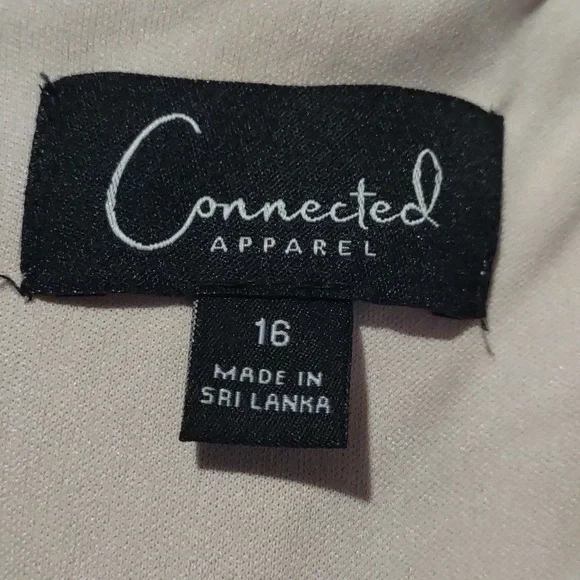 Connected
APPAREL
16
MADE IN
SRI LANKA